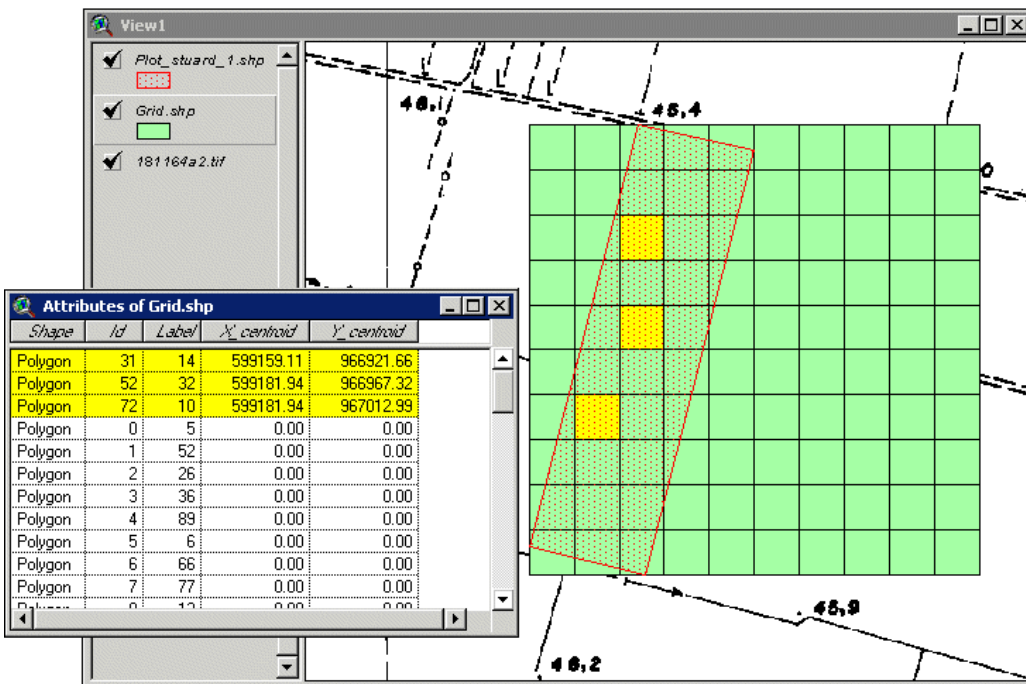 View1
Plot_stuard_1.shp
Grid.shp
181164a2.tif
46,
45,4
Attributes of Grid.shp
Shape Id Label X_centroid Y_centroid
Polygon 31 14 599159.11 966921.66
Polygon 52 32 599181.94 966967.32
Polygon 72 10 599181.94 967012.99
Polygon 0 5 0.00 0.00
Polygon 1 52 0.00 0.00
Polygon 2 26 0.00 0.00
Polygon 3 36 0.00 0.00
Polygon 4 89 0.00 0.00
Polygon 5 6 0.00 0.00
Polygon 6 66 0.00 0.00
Polygon 7 77 0.00 0.00
45,9
46,2